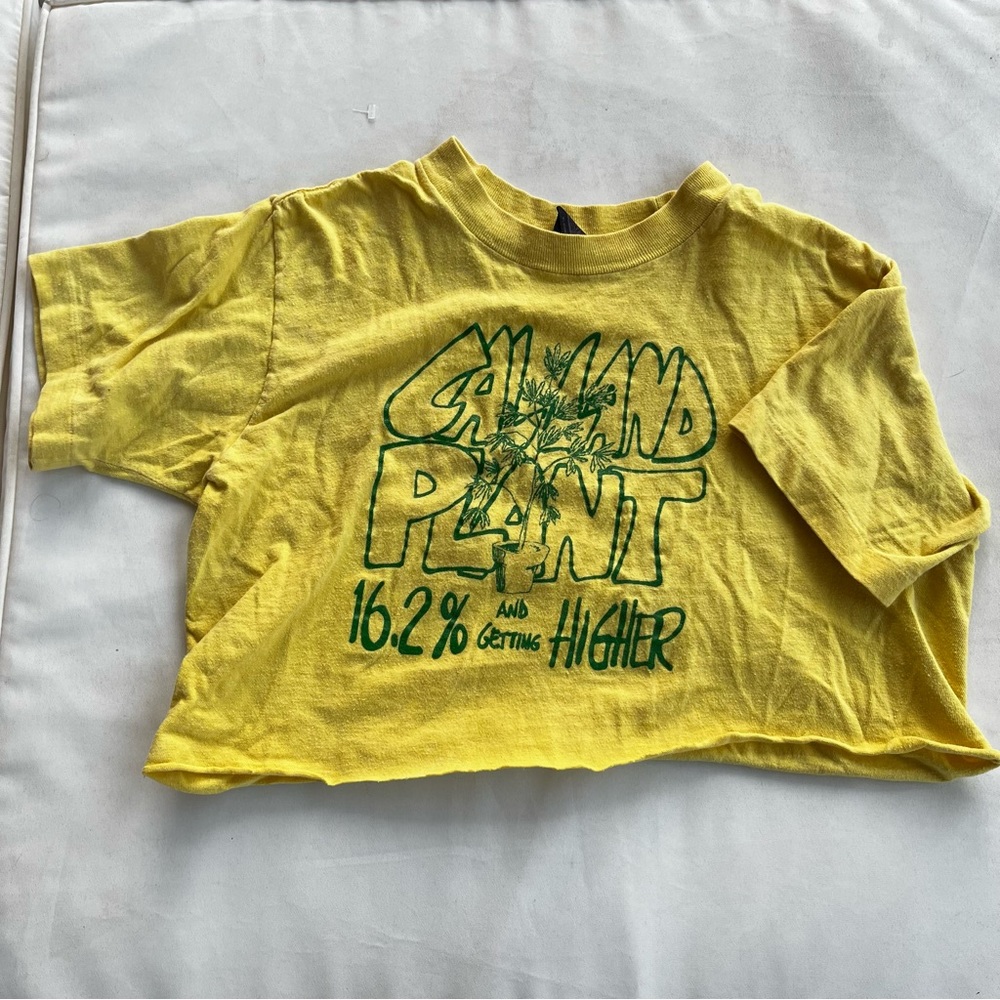 PLANT
16.2% AND GETTING HIGHER